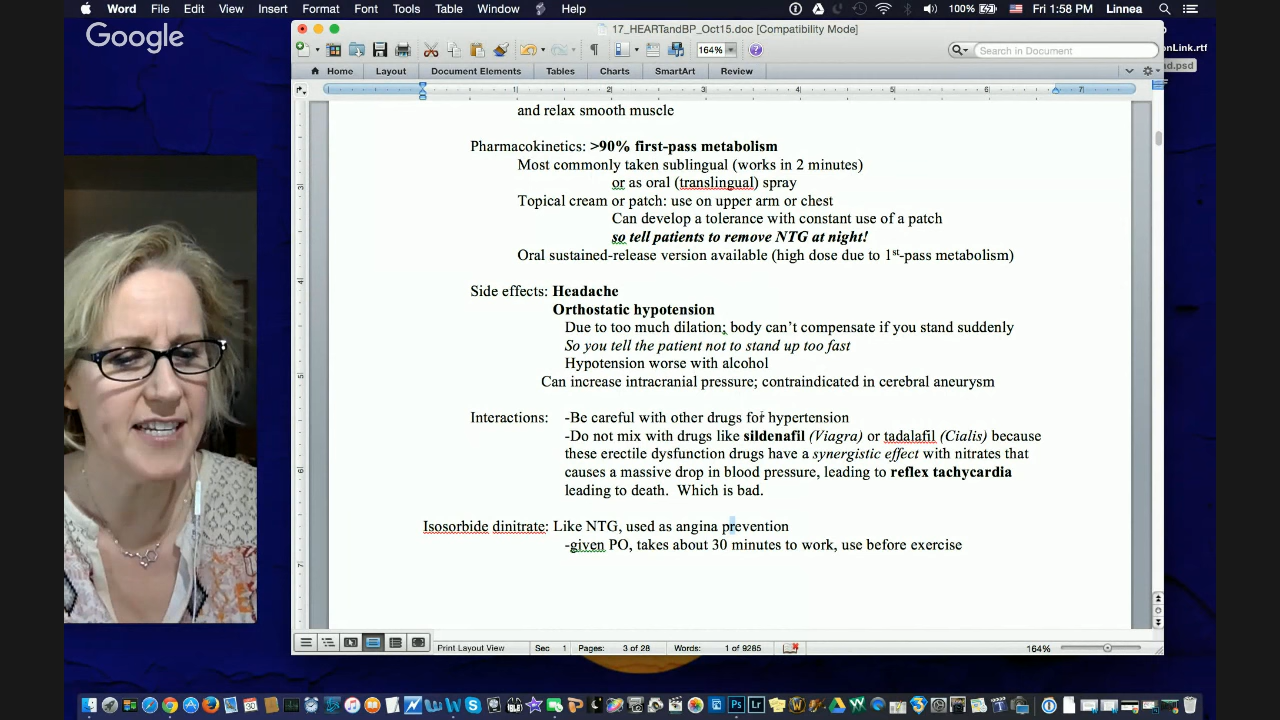 Word File Edit View Insert Format Font Tools Table Window Help 100% Fri 1:58 PM Linnea
Google
17_HEARTandBP_Oct15.doc [Compatibility Mode]
onLink.rtf
ad.psd
164% Search in Document
Home Layout Document Elements Tables Charts SmartArt Review
1 2 3 4 5 6 7
and relax smooth muscle
Pharmacokinetics: >90% first-pass metabolism
Most commonly taken sublingual (works in 2 minutes)
or as oral (translingual) spray
Topical cream or patch: use on upper arm or chest
Can develop a tolerance with constant use of a patch
so tell patients to remove NTG at night!
Oral sustained-release version available (high dose due to 1st-pass metabolism)
Side effects: Headache
Orthostatic hypotension
Due to too much dilation; body can't compensate if you stand suddenly
So you tell the patient not to stand up too fast
Hypotension worse with alcohol
Can increase intracranial pressure; contraindicated in cerebral aneurysm
Interactions: -Be careful with other drugs for hypertension
-Do not mix with drugs like sildenafil (Viagra) or tadalafil (Cialis) because
these erectile dysfunction drugs have a synergistic effect with nitrates that
causes a massive drop in blood pressure, leading to reflex tachycardia
leading to death. Which is bad.
Isosorbide dinitrate: Like NTG, used as angina prevention
-given PO, takes about 30 minutes to work, use before exercise
Print Layout View Sec 1 Pages: 3 of 28 Words: 1 of 9285 164%